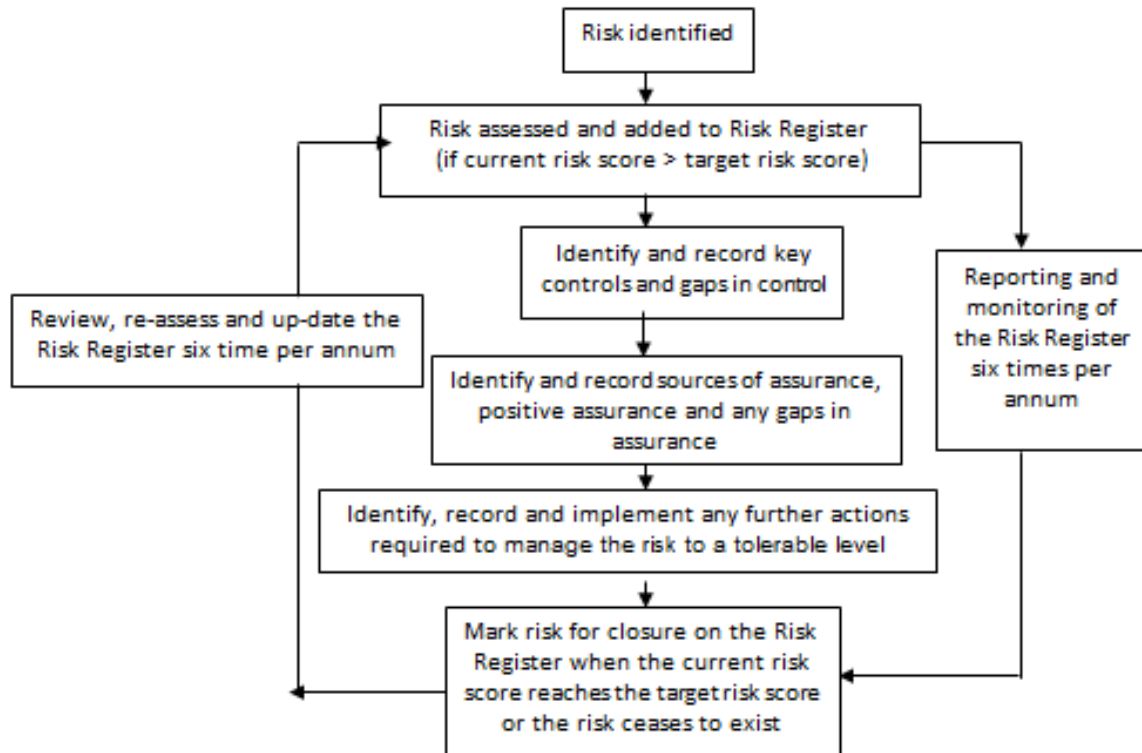 Risk identified
Risk assessed and added to Risk Register
(if current risk score > target risk score)
Identify and record key
controls and gaps in control
Reporting and
monitoring of
the Risk Register
six times per
annum
Review, re-assess and up-date the
Risk Register six time per annum
Identify and record sources of assurance,
positive assurance and any gaps in
assurance
Identify, record and implement any further actions
required to manage the risk to a tolerable level
Mark risk for closure on the Risk
Register when the current risk
score reaches the target risk score
or the risk ceases to exist